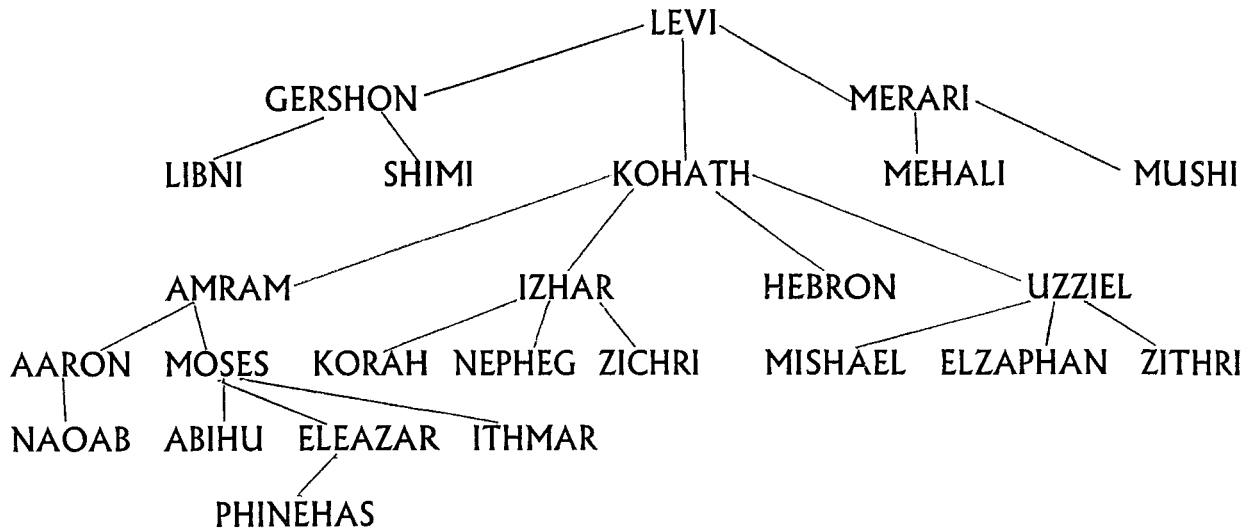 LEVI
GERSHON MERARI
LIBNI SHIMI KOHATH MEHALI MUSHI
AMRAM IZHAR HEBRON UZZIEL
AARON MOSES KORAH NEPHEG ZICHRI MISHAEL ELZAPHAN ZITHRI
NAOAB ABIHU ELEAZAR ITHMAR
PHINEHAS